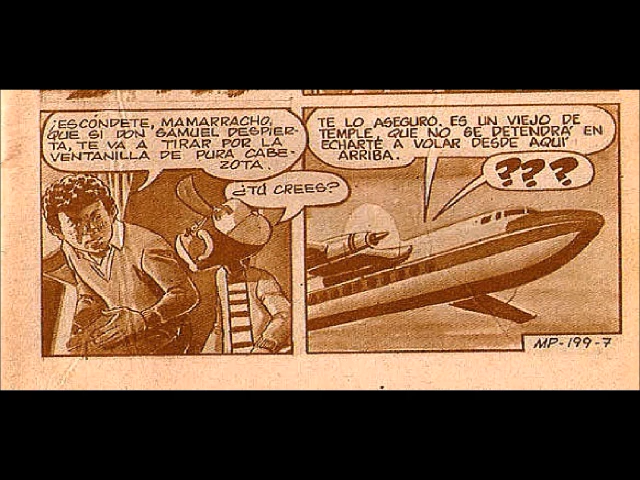 ¡ESCÓNDETE, MAMARRACHO,
QUE SI DON SAMUEL DESPIER-
TA, TE VA A TIRAR POR LA
VENTANILLA DE PURA CABE-
ZOTA.
¿TÚ CREES?
TE LO ASEGURO. ES UN VIEJO DE
TEMPLE, QUE NO SE DETENDRÁ EN
ECHARTE A VOLAR DESDE AQUÍ
ARRIBA.
???
MP-199-7